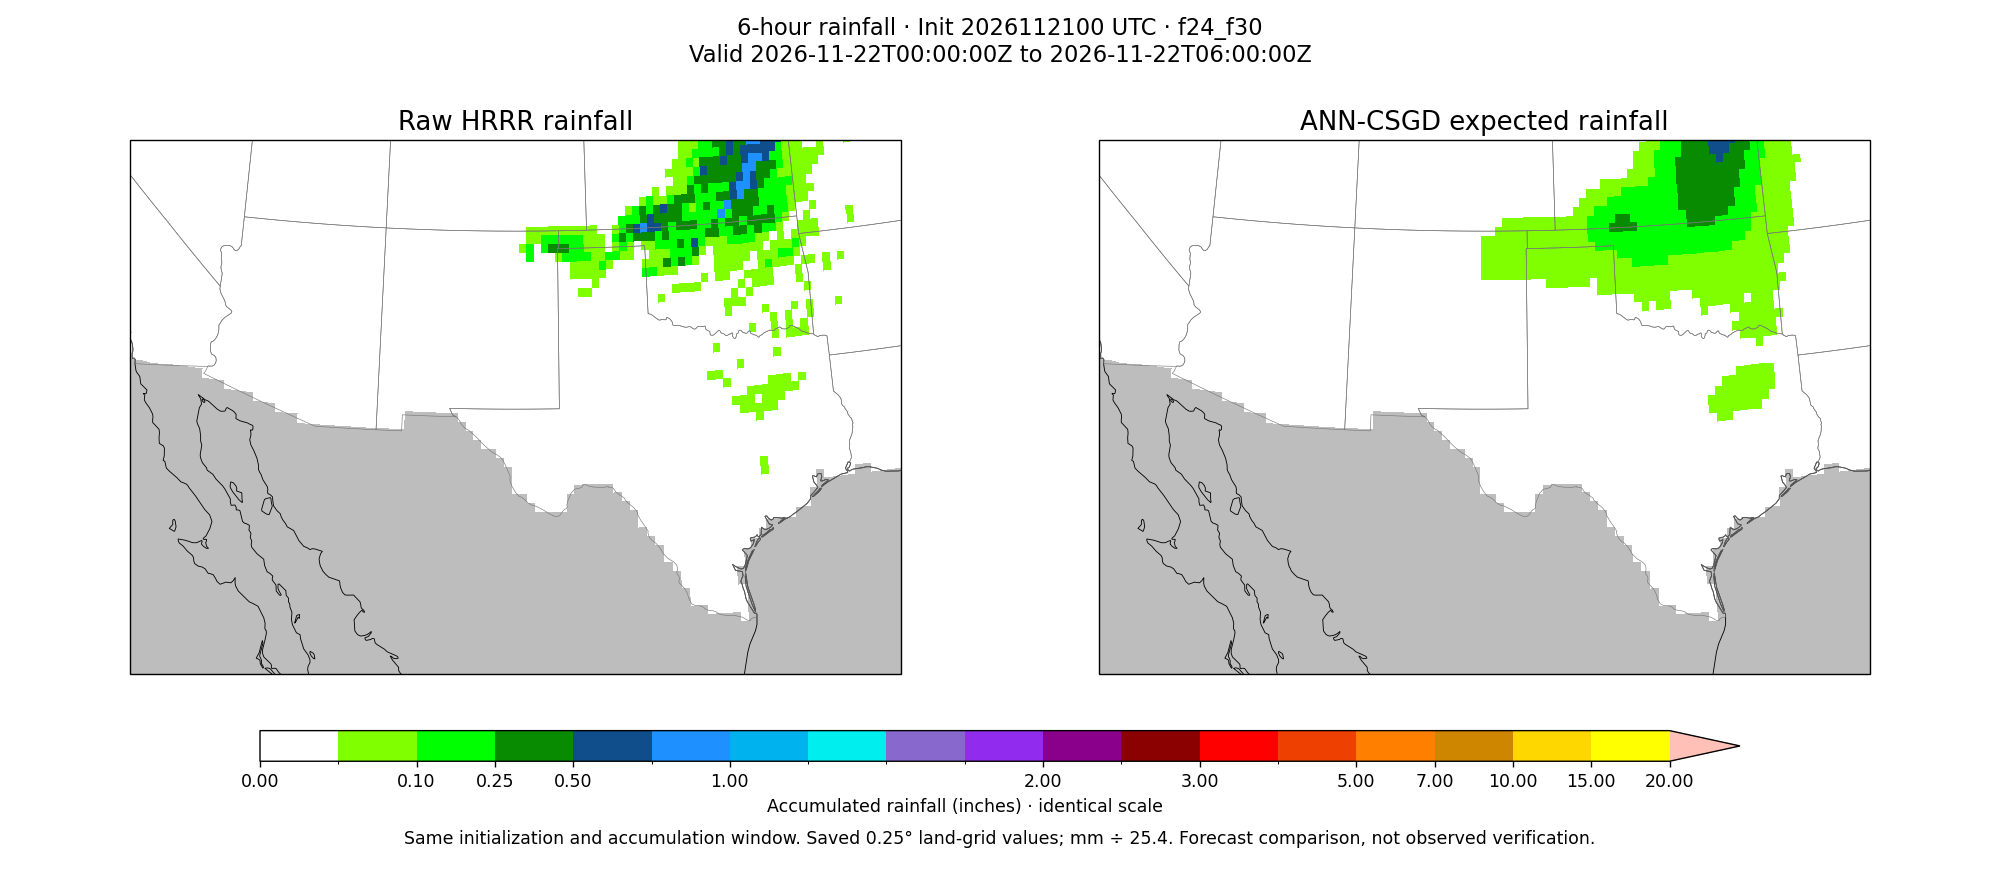 6-hour rainfall · Init 2026112100 UTC · f24_f30
Valid 2026-11-22T00:00:00Z to 2026-11-22T06:00:00Z
Raw HRRR rainfall
ANN-CSGD expected rainfall
0.00 0.10 0.25 0.50 1.00 2.00 3.00 5.00 7.00 10.00 15.00 20.00
Accumulated rainfall (inches) · identical scale
Same initialization and accumulation window. Saved 0.25° land-grid values; mm ÷ 25.4. Forecast comparison, not observed verification.